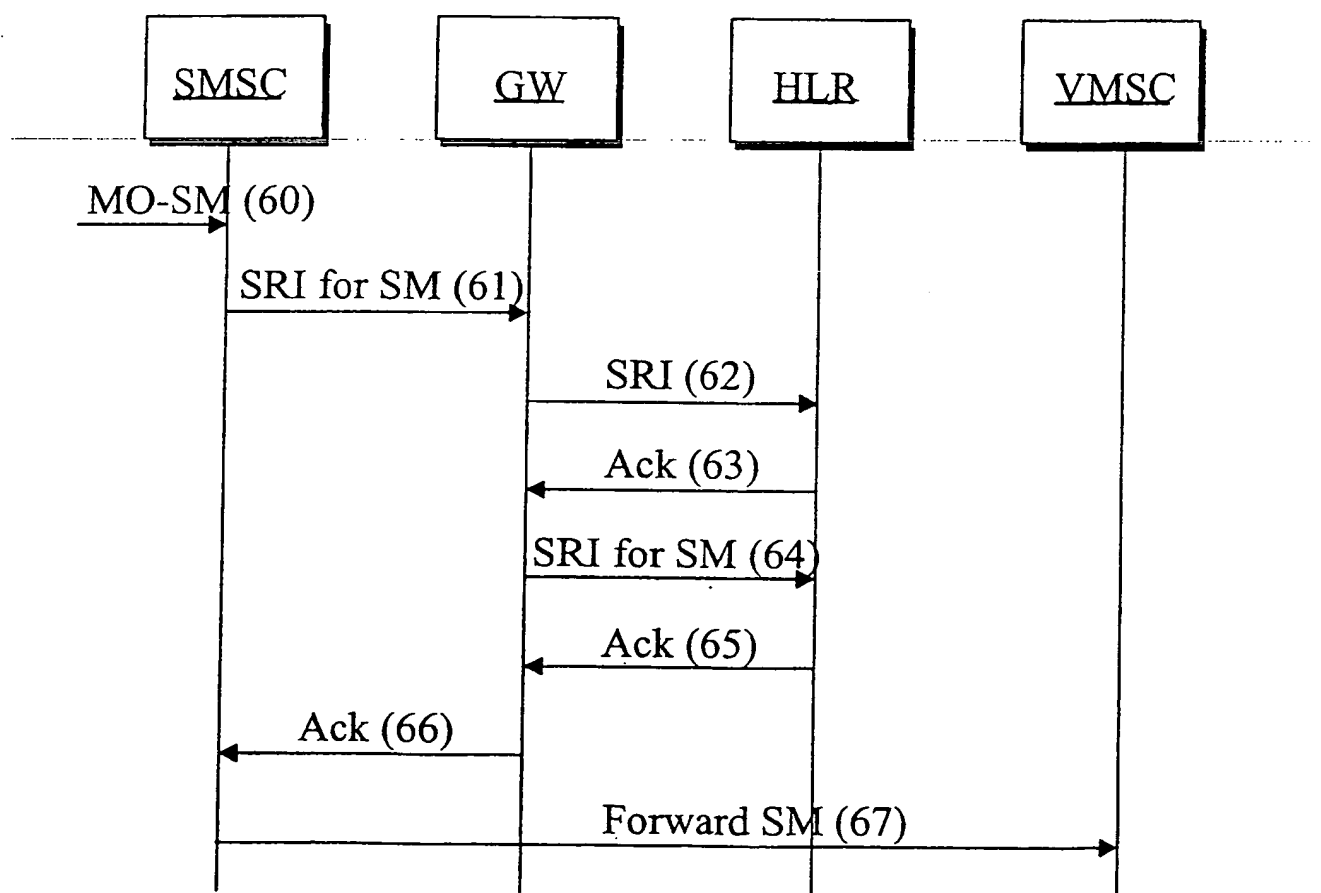 SMSC GW HLR VMSC
MO-SM (60)
SRI for SM (61)
SRI (62)
Ack (63)
SRI for SM (64)
Ack (65)
Ack (66)
Forward SM (67)